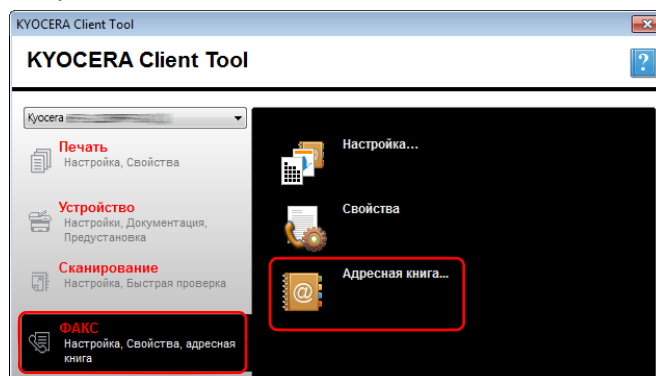 KYOCERA Client Tool
KYOCERA Client Tool
?
Kyocera
Печать
Настройка, Свойства
Устройство
Настройки, Документация,
Предустановка
Сканирование
Настройка, Быстрая проверка
ФАКС
Настройка, Свойства, адресная
книга
Настройка...
Свойства
Адресная книга...
@